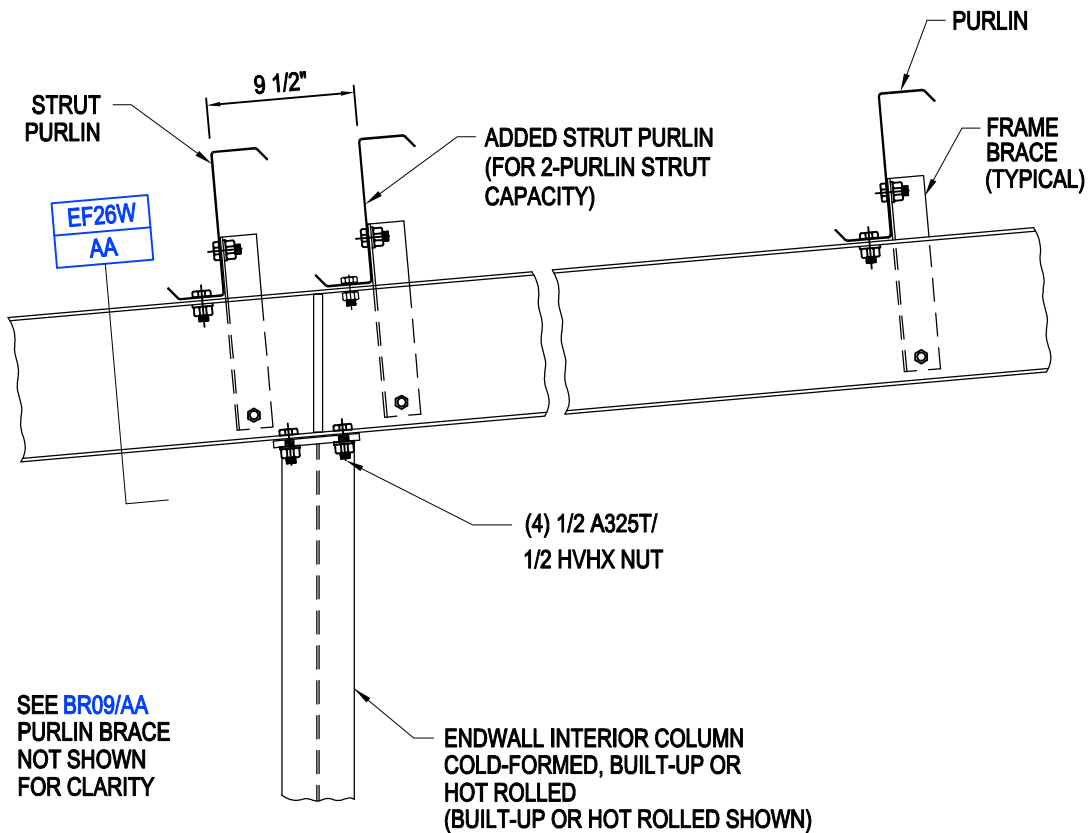 PURLIN
9 1/2"
STRUT
PURLIN
ADDED STRUT PURLIN
(FOR 2-PURLIN STRUT
CAPACITY)
FRAME
BRACE
(TYPICAL)
EF26W
AA
(4) 1/2 A325T/
1/2 HVHX NUT
SEE BR09/AA
PURLIN BRACE
NOT SHOWN
FOR CLARITY
ENDWALL INTERIOR COLUMN
COLD-FORMED, BUILT-UP OR
HOT ROLLED
(BUILT-UP OR HOT ROLLED SHOWN)